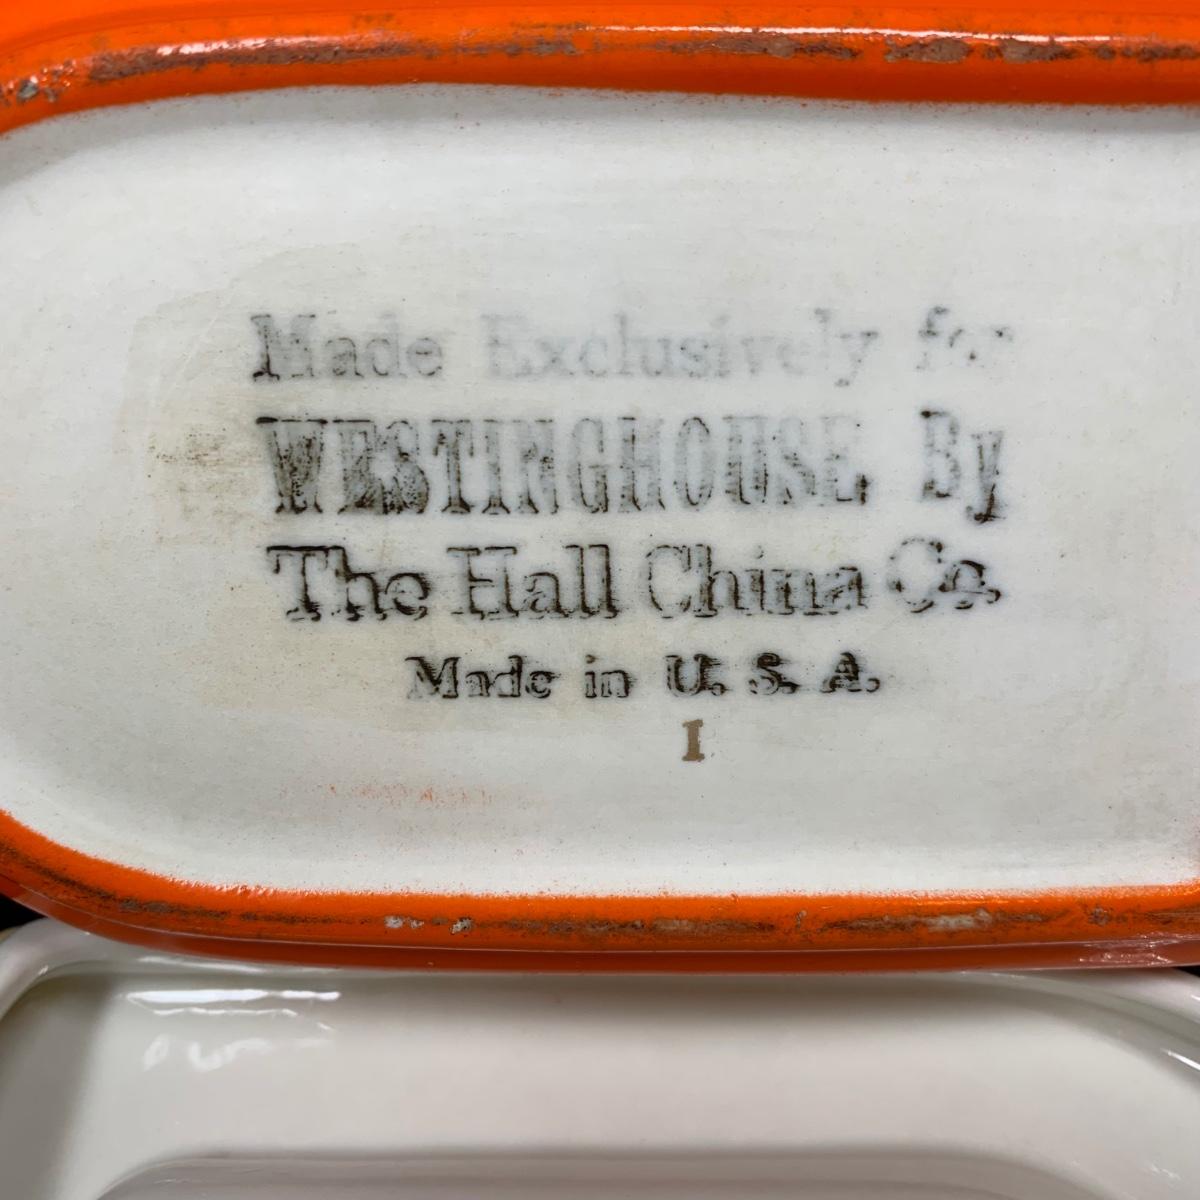 Made Exclusively for
WESTINGHOUSE By
The Hall China Co.
Made in U. S. A.
I